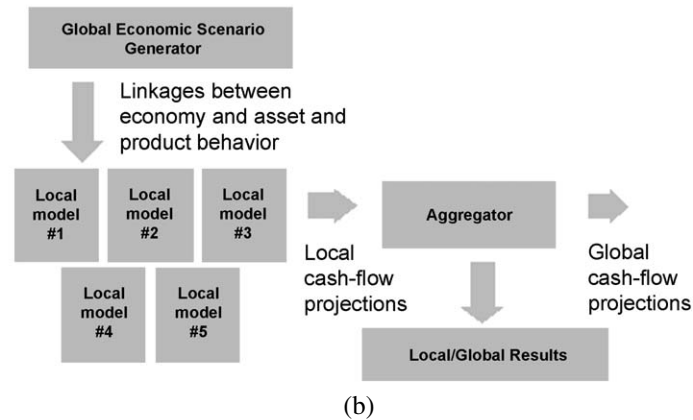 Global Economic Scenario
Generator
Linkages between
economy and asset and
product behavior
Local
model
#1
Local
model
#2
Local
model
#3
Local
model
#4
Local
model
#5
Local
cash-flow
projections
Aggregator
Global
cash-flow
projections
Local/Global Results
(b)